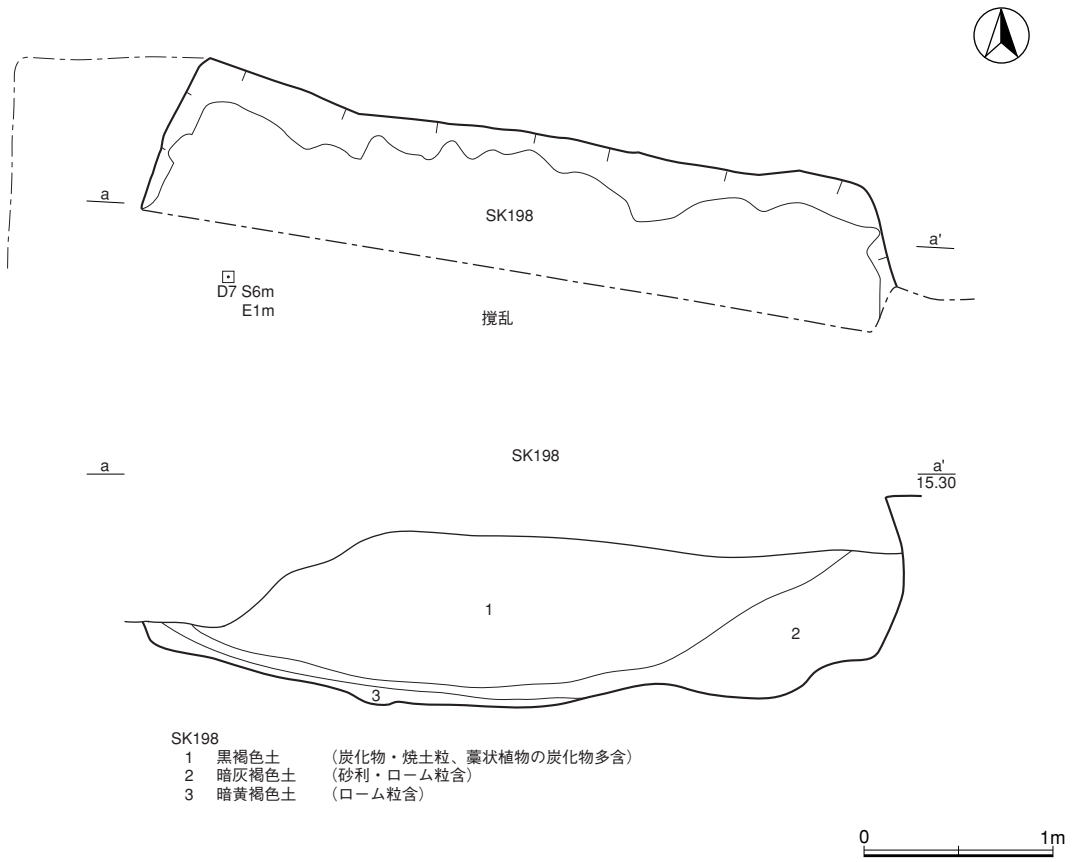 a
SK198
a'
D7 S6m
E1m
撹乱
SK198
a
a'
15.30
1
2
3
SK198
1 黒褐色土 （炭化物・焼土粒、藁状植物の炭化物多含）
2 暗灰褐色土 （砂利・ローム粒含）
3 暗黄褐色土 （ローム粒含）
0 1m